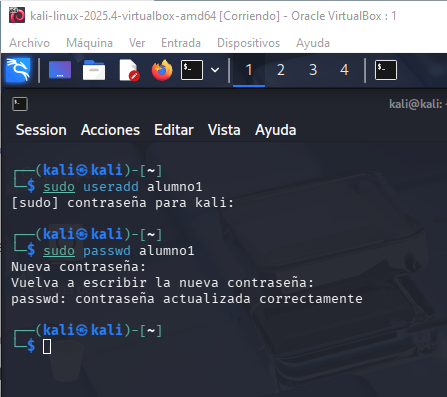 kali-linux-2025.4-virtualbox-amd64 [Corriendo] - Oracle VirtualBox : 1
Archivo Máquina Ver Entrada Dispositivos Ayuda
1 2 3 4
kali@kali: ~
Session Acciones Editar Vista Ayuda
┌──(kali㉿kali)-[~]
└─$ sudo useradd alumno1
[sudo] contraseña para kali:
┌──(kali㉿kali)-[~]
└─$ sudo passwd alumno1
Nueva contraseña:
Vuelva a escribir la nueva contraseña:
passwd: contraseña actualizada correctamente
┌──(kali㉿kali)-[~]
└─$